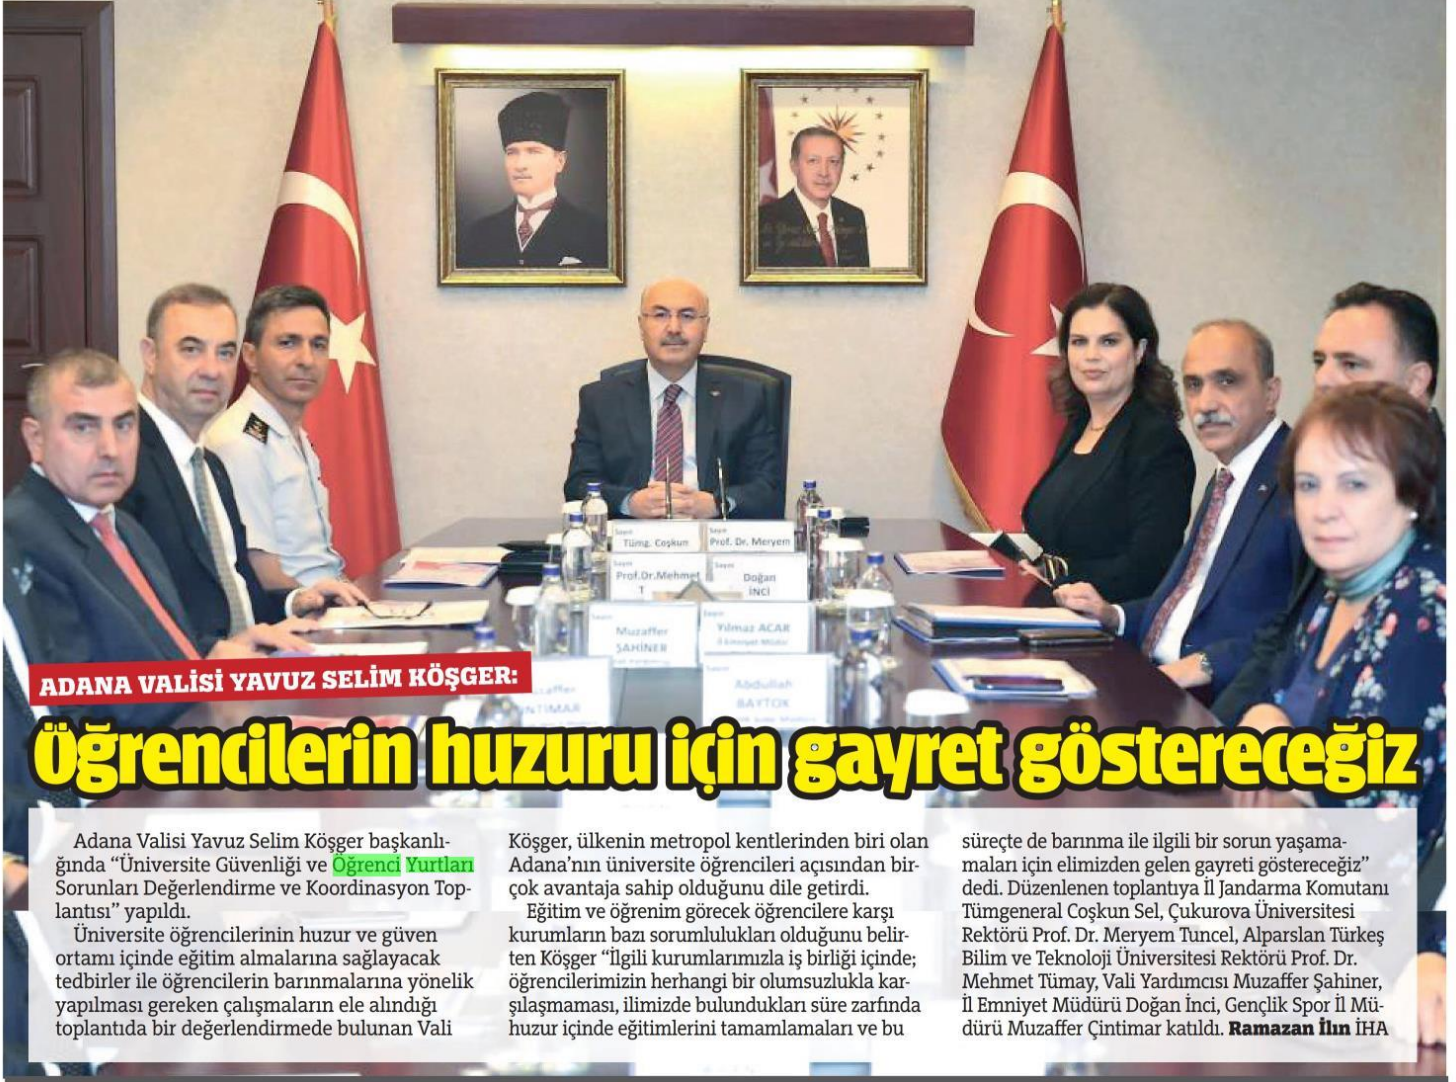 Sayın
Tümg. Coşkun
Sayın
Prof. Dr. Meryem
Sayın
Prof.Dr.Mehmet
T
Sayın
Doğan
İNCİ
Sayın
Muzaffer
ŞAHİNER
Sayın
Yılmaz ACAR
İl Emniyet Müdür
NTIMAR
Abdullah
BAYTOK
ADANA VALİSİ YAVUZ SELİM KÖŞGER:
Öğrencilerin huzuru için gayret göstereceğiz
Adana Valisi Yavuz Selim Köşger başkanlı-
ğında “Üniversite Güvenliği ve Öğrenci Yurtları
Sorunları Değerlendirme ve Koordinasyon Top-
lantısı” yapıldı.
Üniversite öğrencilerinin huzur ve güven
ortamı içinde eğitim almalarına sağlayacak
tedbirler ile öğrencilerin barınmalarına yönelik
yapılması gereken çalışmaların ele alındığı
toplantıda bir değerlendirmede bulunan Vali
Köşger, ülkenin metropol kentlerinden biri olan
Adana’nın üniversite öğrencileri açısından bir-
çok avantaja sahip olduğunu dile getirdi.
Eğitim ve öğrenim görecek öğrencilere karşı
kurumların bazı sorumlulukları olduğunu belir-
ten Köşger “İlgili kurumlarımızla iş birliği içinde;
öğrencilerimizin herhangi bir olumsuzlukla kar-
şılaşmaması, ilimizde bulundukları süre zarfında
huzur içinde eğitimlerini tamamlamaları ve bu
süreçte de barınma ile ilgili bir sorun yaşama-
maları için elimizden gelen gayreti göstereceğiz”
dedi. Düzenlenen toplantıya İl Jandarma Komutanı
Tümgeneral Coşkun Sel, Çukurova Üniversitesi
Rektörü Prof. Dr. Meryem Tuncel, Alparslan Türkeş
Bilim ve Teknoloji Üniversitesi Rektörü Prof. Dr.
Mehmet Tümay, Vali Yardımcısı Muzaffer Şahiner,
İl Emniyet Müdürü Doğan İnci, Gençlik Spor İl Mü-
dürü Muzaffer Çintimar katıldı. Ramazan İlın İHA